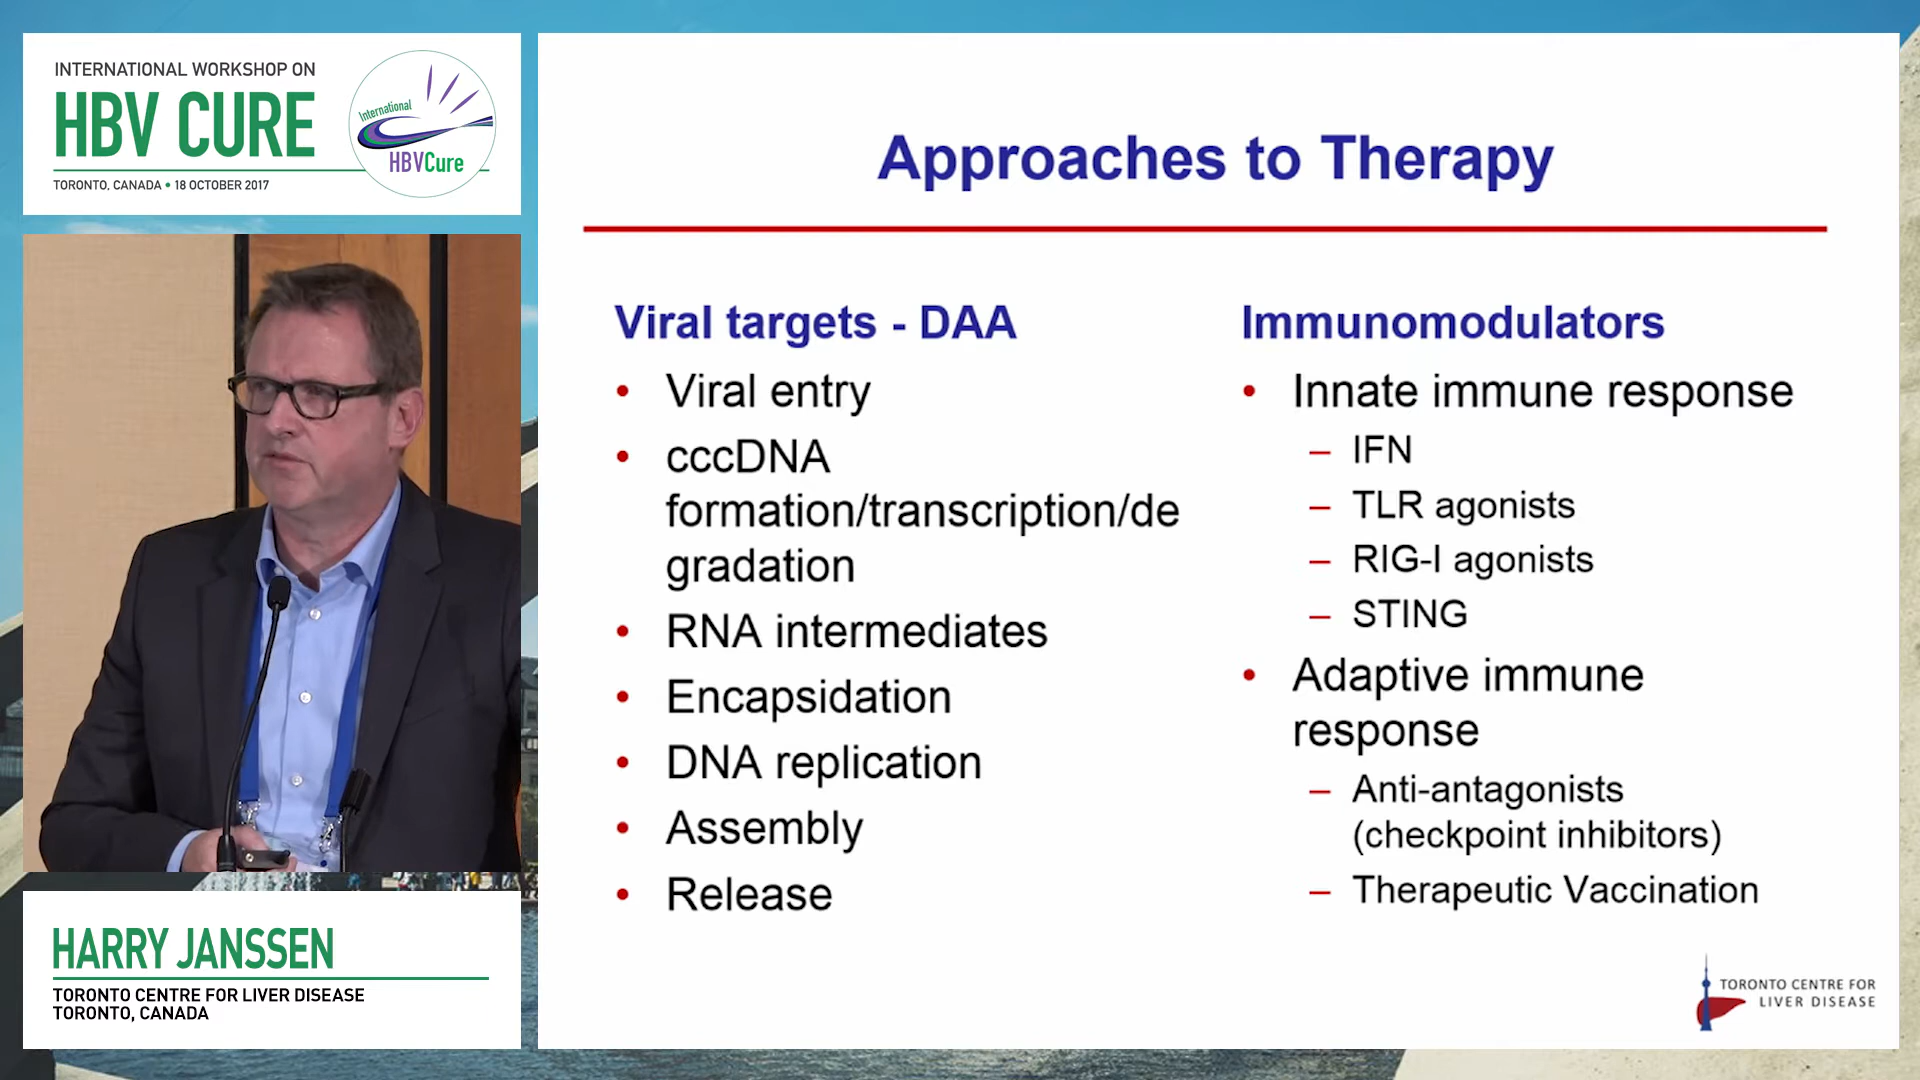 INTERNATIONAL WORKSHOP ON
HBV CURE
TORONTO, CANADA • 18 OCTOBER 2017
International
HBVCure
HARRY JANSSEN
TORONTO CENTRE FOR LIVER DISEASE
TORONTO, CANADA
Approaches to Therapy
Viral targets - DAA
• Viral entry
• cccDNA
formation/transcription/de
gradation
• RNA intermediates
• Encapsidation
• DNA replication
• Assembly
• Release
Immunomodulators
• Innate immune response
– IFN
– TLR agonists
– RIG-I agonists
– STING
• Adaptive immune
response
– Anti-antagonists
(checkpoint inhibitors)
– Therapeutic Vaccination
TORONTO CENTRE FOR
LIVER DISEASE